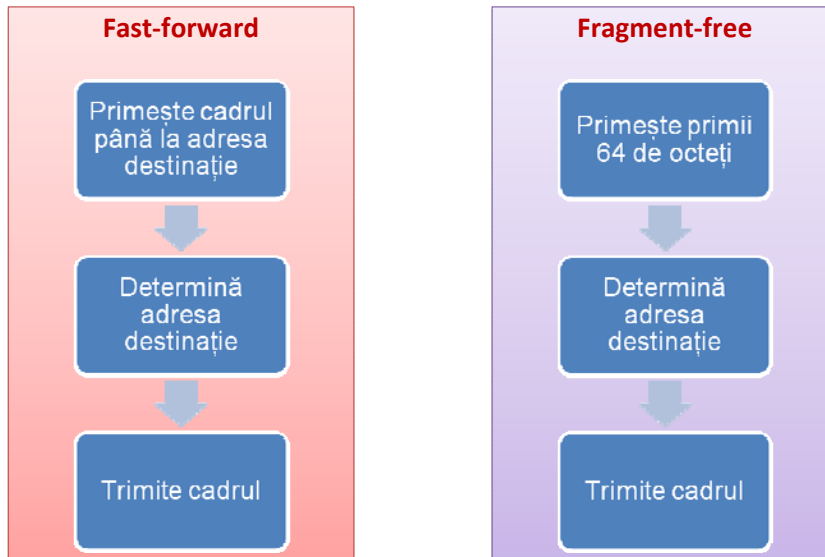 Fast-forward
Primește cadrul
până la adresa
destinație
Determină
adresa
destinație
Trimite cadrul
Fragment-free
Primește primii
64 de octeți
Determină
adresa
destinație
Trimite cadrul